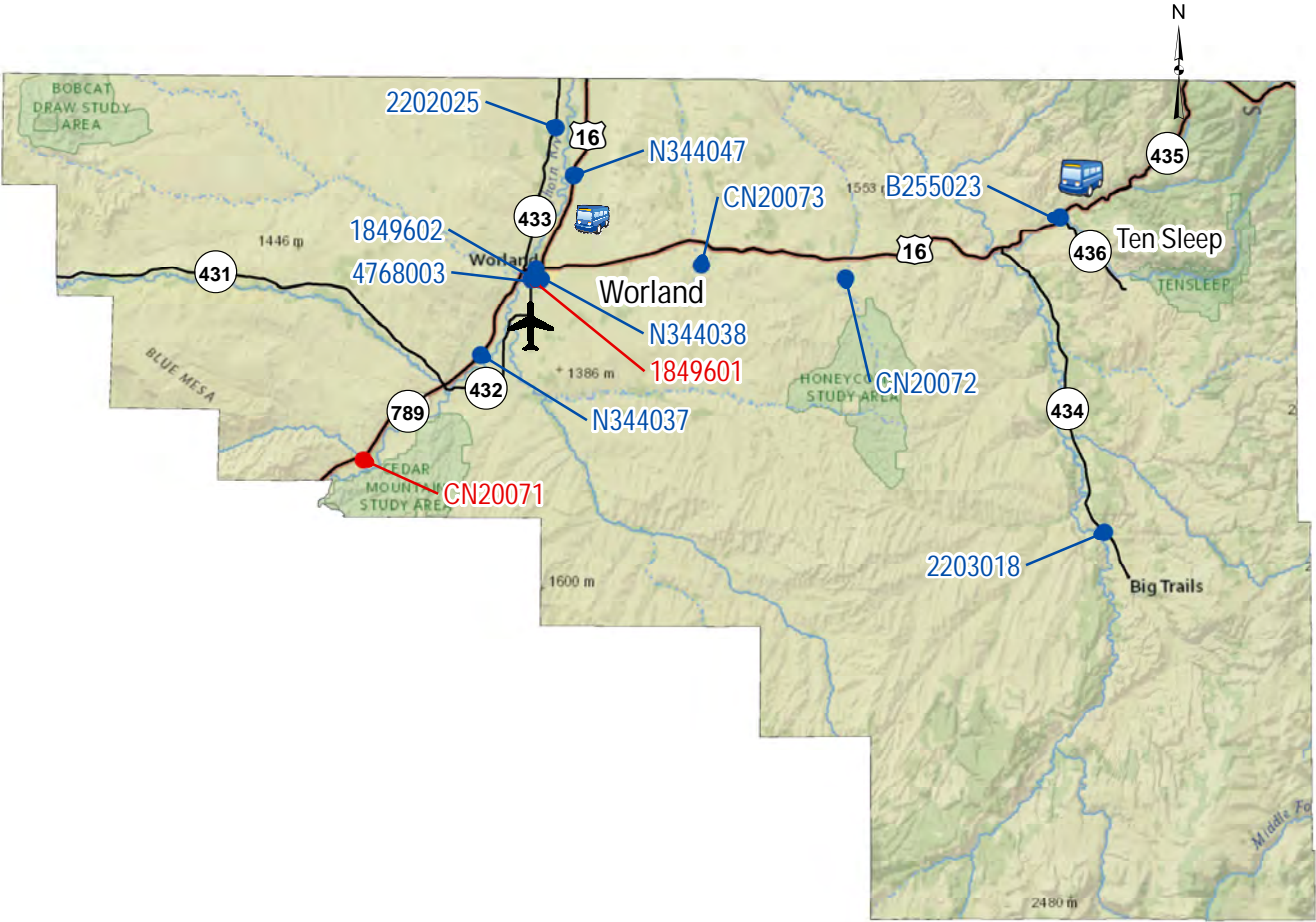 N
BOBCAT
DRAW STUDY
AREA
2202025
16
N344047
435
1553 m
B255023
CN20073
433
1849602
1446 m
431
4768003
Worland
Worland
16
436
Ten Sleep
TENSLEEP
N344038
1849601
1386 m
BLUE MESA
432
HONEYCO
STUDY AREA
CN20072
789
N344037
434
CEDAR
MOUNTAIN
STUDY AREA
CN20071
2203018
1600 m
Big Trails
Middle Fo
2480 m